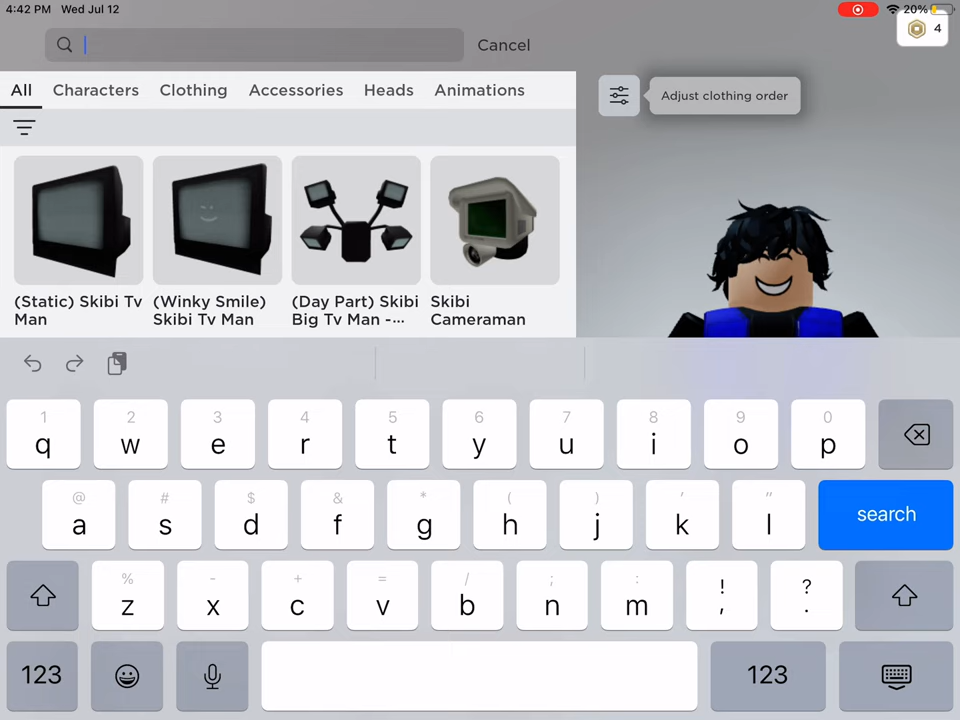 4:42 PM Wed Jul 12
20%
4
Cancel
Adjust clothing order
All Characters Clothing Accessories Heads Animations
(Static) Skibi Tv Man
(Winky Smile) Skibi Tv Man
(Day Part) Skibi Big Tv Man -...
Skibi Cameraman
1 2 3 4 5 6 7 8 9 0
q w e r t y u i o p
@ # $ & * ( ) ' "
a s d f g h j k l search
% - + = / ; : ! ?
z x c v b n m , .
123 123